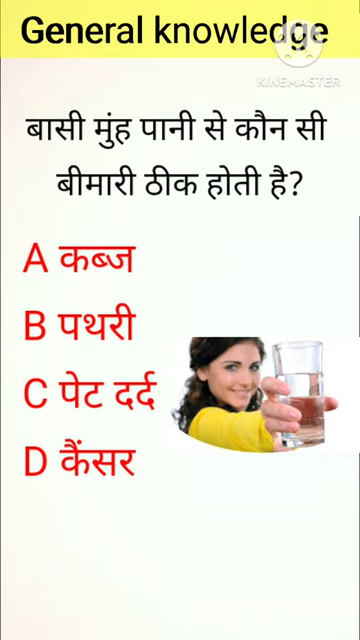 General knowledge
KINEMASTER
बासी मुंह पानी से कौन सी
बीमारी ठीक होती है?
A कब्ज
B पथरी
C पेट दर्द
D कैंसर